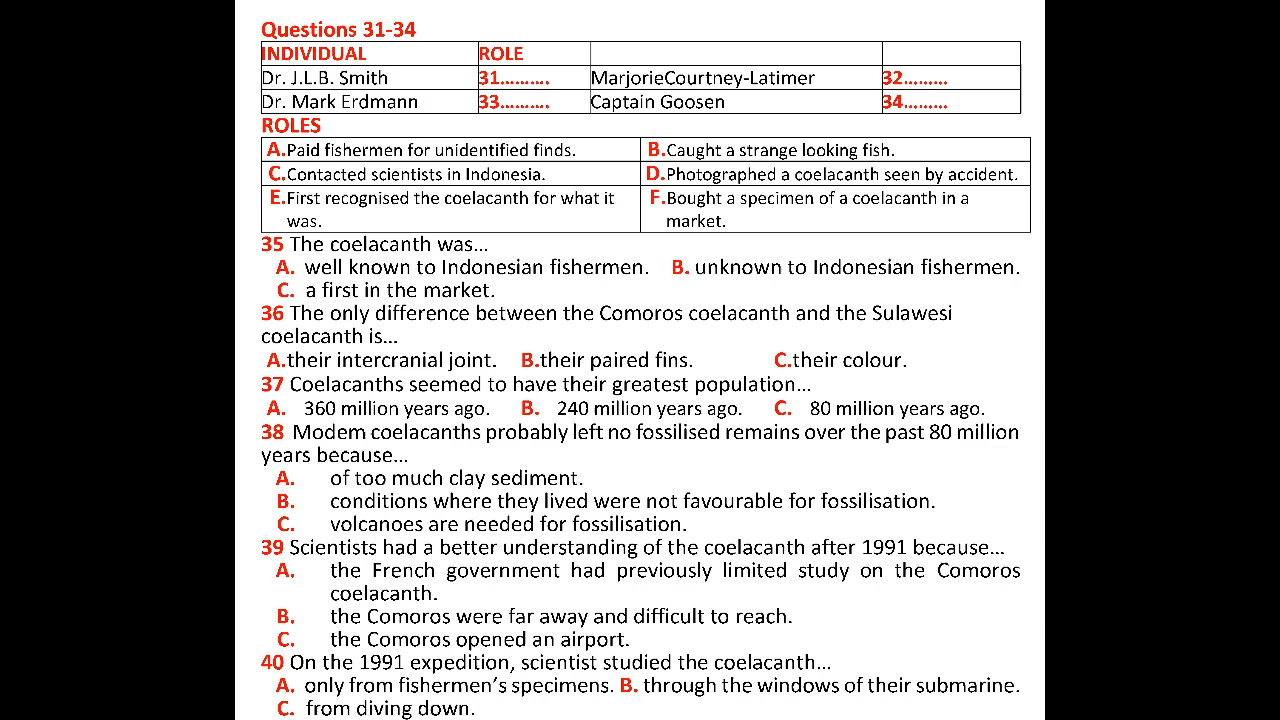 Questions 31-34
INDIVIDUAL ROLE
Dr. J.L.B. Smith 31.......... MarjorieCourtney-Latimer 32.........
Dr. Mark Erdmann 33.......... Captain Goosen 34.........
ROLES
A.Paid fishermen for unidentified finds. B.Caught a strange looking fish.
C.Contacted scientists in Indonesia. D.Photographed a coelacanth seen by accident.
E.First recognised the coelacanth for what it F.Bought a specimen of a coelacanth in a
was. market.
35 The coelacanth was...
A. well known to Indonesian fishermen. B. unknown to Indonesian fishermen.
C. a first in the market.
36 The only difference between the Comoros coelacanth and the Sulawesi
coelacanth is...
A.their intercranial joint. B.their paired fins. C.their colour.
37 Coelacanths seemed to have their greatest population...
A. 360 million years ago. B. 240 million years ago. C. 80 million years ago.
38 Modem coelacanths probably left no fossilised remains over the past 80 million
years because...
A. of too much clay sediment.
B. conditions where they lived were not favourable for fossilisation.
C. volcanoes are needed for fossilisation.
39 Scientists had a better understanding of the coelacanth after 1991 because...
A. the French government had previously limited study on the Comoros
coelacanth.
B. the Comoros were far away and difficult to reach.
C. the Comoros opened an airport.
40 On the 1991 expedition, scientist studied the coelacanth...
A. only from fishermen's specimens. B. through the windows of their submarine.
C. from diving down.